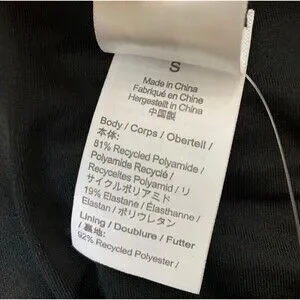 S
Made in China
Fabriqué en Chine
Hergestellt in China
中国製
Body / Corps / Oberteil /
本体:
81% Recycled Polyamide /
Polyamide Recyclé /
Recyceltes Polyamid / リ
サイクルポリアミド
19% Elastane / Élasthanne /
Elastan / ポリウレタン
Lining / Doublure / Futter
/ 裏地:
92% Recycled Polyester /